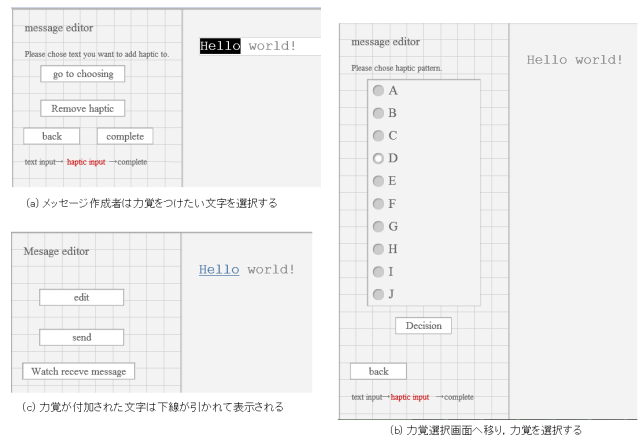 message editor
Please chose text you want to add haptic to.
go to choosing
Remove haptic
back
complete
text input→ haptic input →complete
Hello world!
(a) メッセージ作成者は力覚をつけたい文字を選択する
Mesage editor
edit
send
Watch receve message
Hello world!
(c) 力覚が付加された文字は下線が引かれて表示される
message editor
Please chose haptic pattern.
A
B
C
D
E
F
G
H
I
J
Decision
back
text input→haptic input →complete
Hello world!
(b) 力覚選択画面へ移り, 力覚を選択する